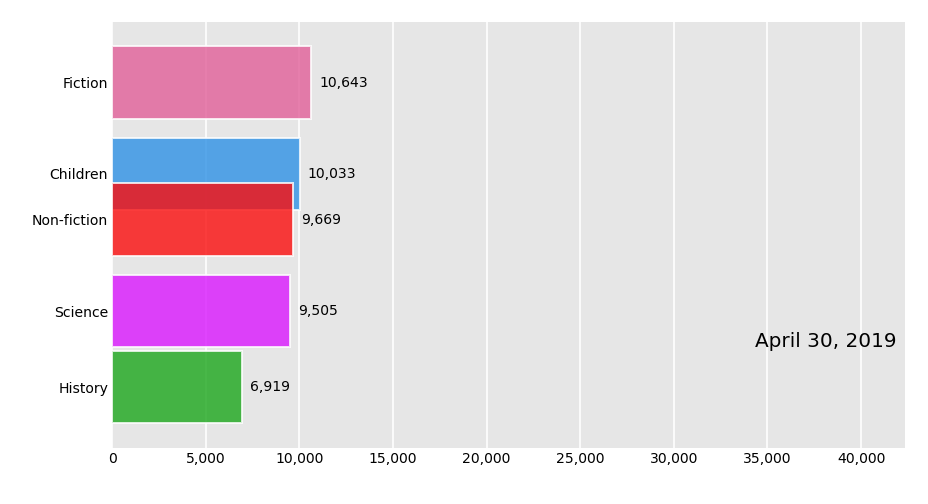 Fiction 10,643
Children 10,033
Non-fiction 9,669
Science 9,505
April 30, 2019
History 6,919
0 5,000 10,000 15,000 20,000 25,000 30,000 35,000 40,000